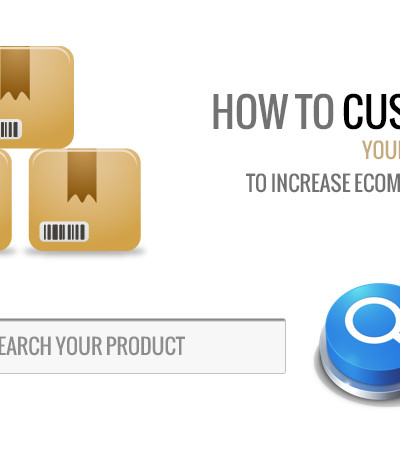 HOW TO CUS
YOUR
TO INCREASE ECOM
EARCH YOUR PRODUCT